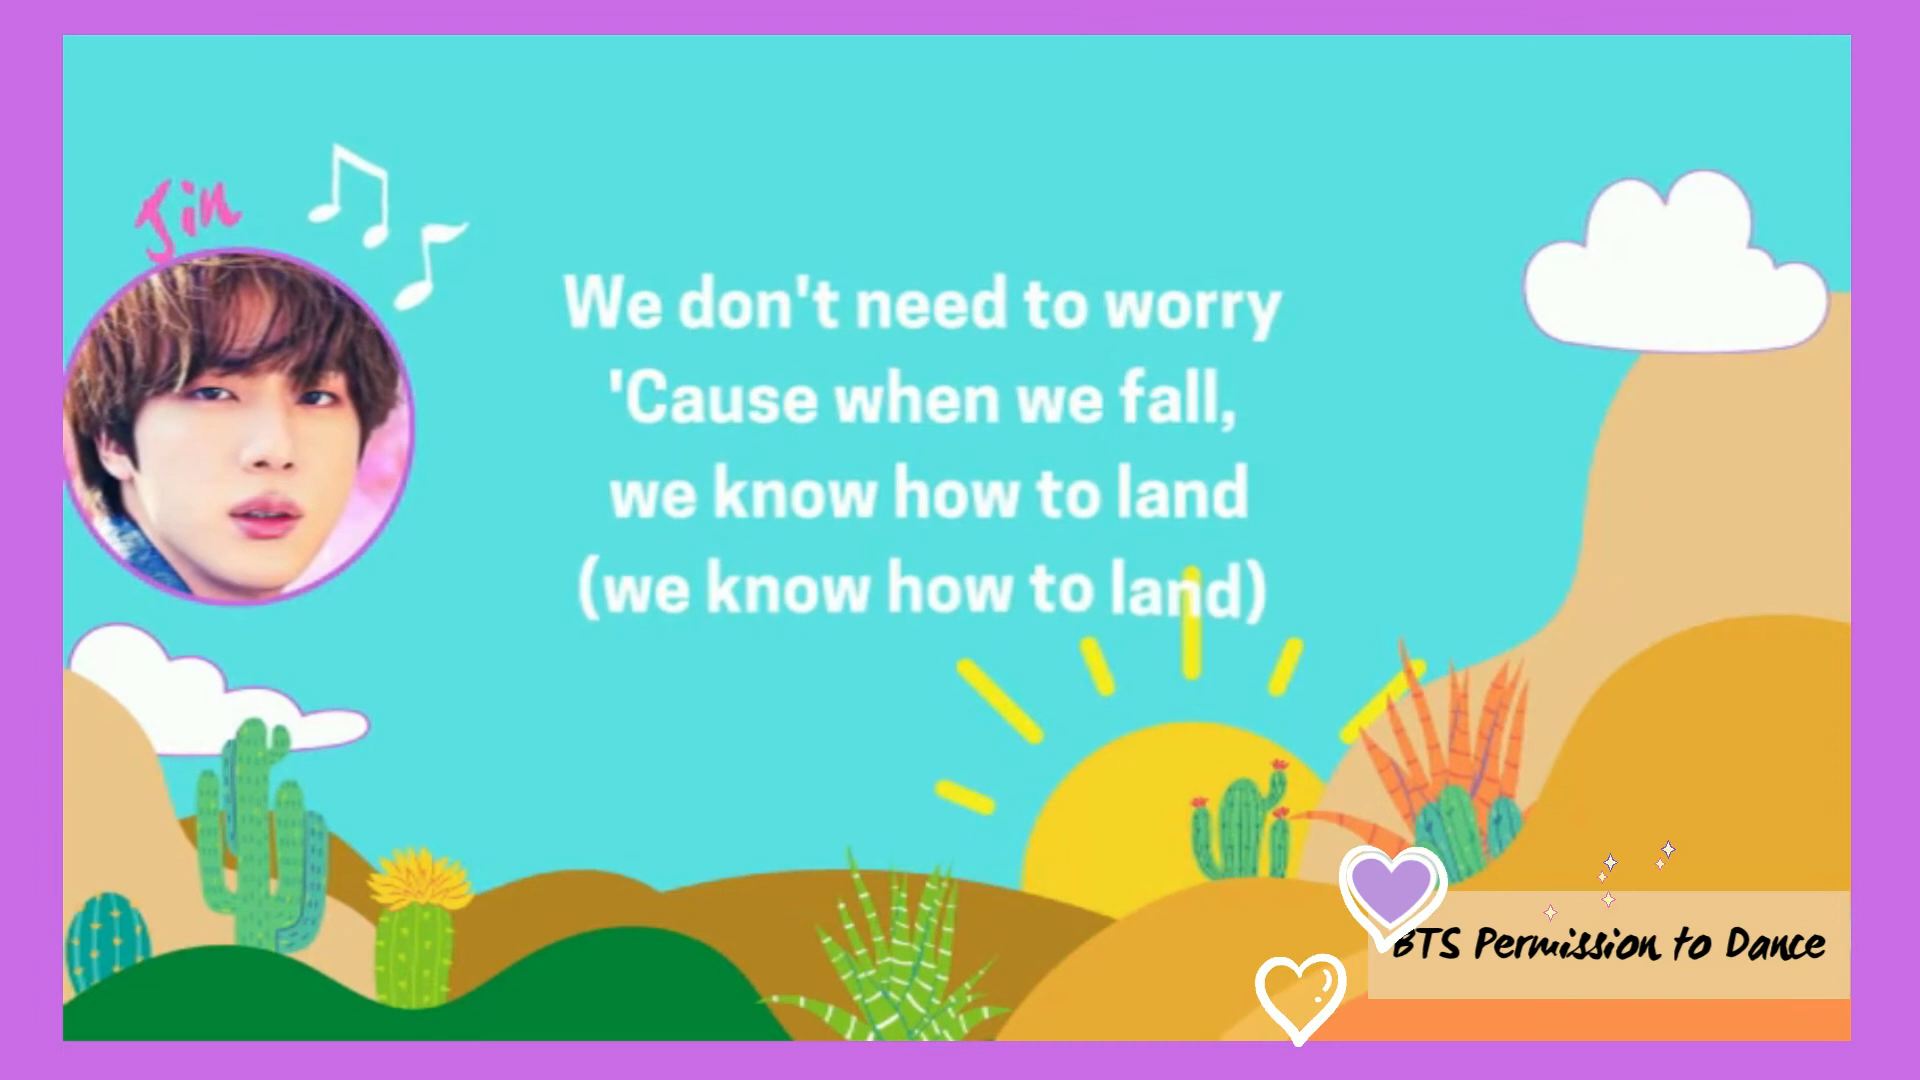 Jin
We don't need to worry
'Cause when we fall,
we know how to land
(we know how to land)
BTS Permission to Dance